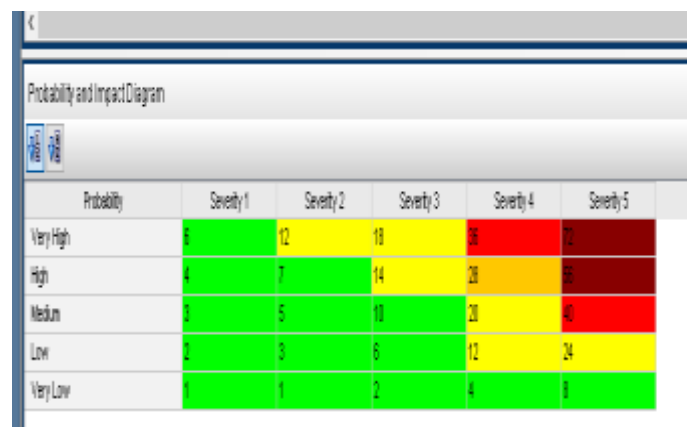 Probability and Impact Diagram
Probability Severity 1 Severity 2 Severity 3 Severity 4 Severity 5
Very High 6 12 18 36 72
High 4 7 14 28 56
Medium 3 5 10 20 40
Low 2 3 6 12 24
Very Low 1 1 2 4 8